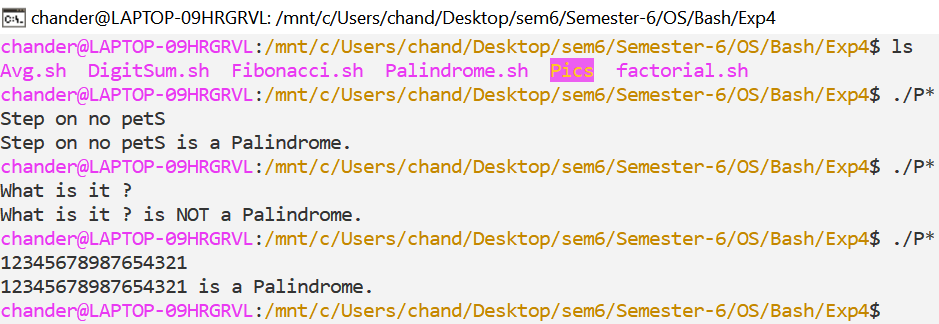 chander@LAPTOP-09HRGRVL: /mnt/c/Users/chand/Desktop/sem6/Semester-6/OS/Bash/Exp4
chander@LAPTOP-09HRGRVL:/mnt/c/Users/chand/Desktop/sem6/Semester-6/OS/Bash/Exp4$ ls
Avg.sh  DigitSum.sh  Fibonacci.sh  Palindrome.sh  Pics  factorial.sh
chander@LAPTOP-09HRGRVL:/mnt/c/Users/chand/Desktop/sem6/Semester-6/OS/Bash/Exp4$ ./P*
Step on no petS
Step on no petS is a Palindrome.
chander@LAPTOP-09HRGRVL:/mnt/c/Users/chand/Desktop/sem6/Semester-6/OS/Bash/Exp4$ ./P*
What is it ?
What is it ? is NOT a Palindrome.
chander@LAPTOP-09HRGRVL:/mnt/c/Users/chand/Desktop/sem6/Semester-6/OS/Bash/Exp4$ ./P*
12345678987654321
12345678987654321 is a Palindrome.
chander@LAPTOP-09HRGRVL:/mnt/c/Users/chand/Desktop/sem6/Semester-6/OS/Bash/Exp4$